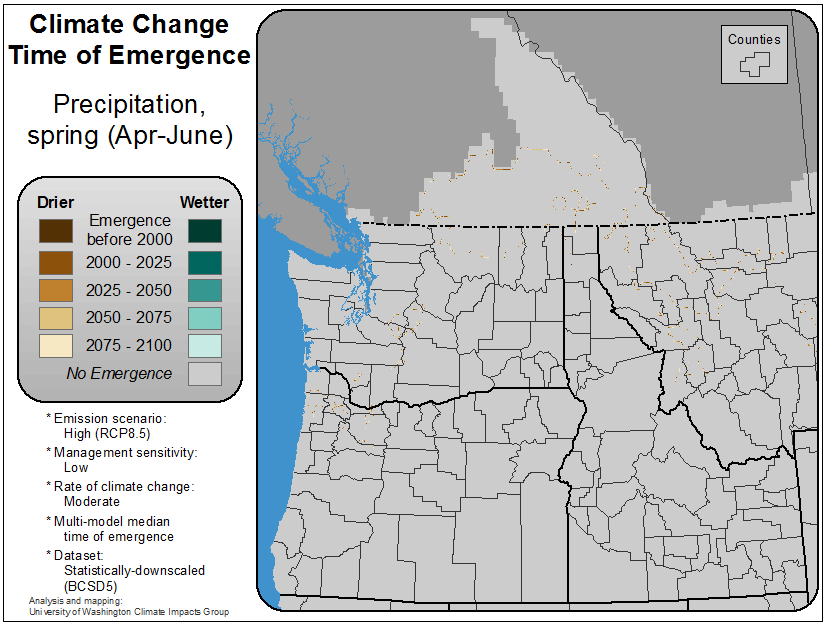 Climate Change
Time of Emergence
Precipitation,
spring (Apr-June)
Drier Wetter
Emergence
before 2000
2000 - 2025
2025 - 2050
2050 - 2075
2075 - 2100
No Emergence
* Emission scenario:
High (RCP8.5)
* Management sensitivity:
Low
* Rate of climate change:
Moderate
* Multi-model median
time of emergence
* Dataset:
Statistically-downscaled
(BCSD5)
Analysis and mapping:
University of Washington Climate Impacts Group
Counties